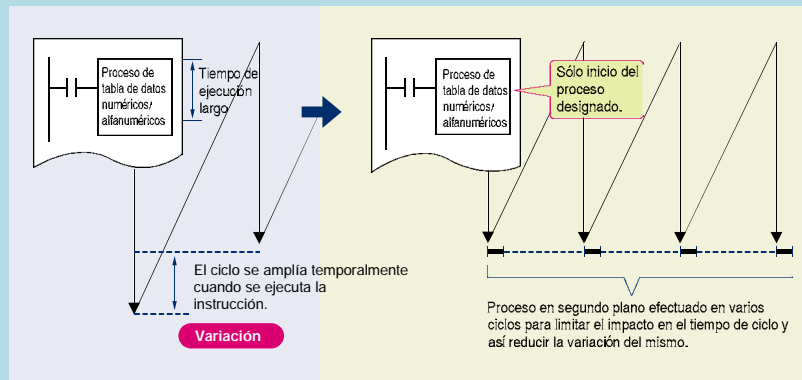 Proceso de
tabla de datos
numéricos/
alfanuméricos
Tiempo de
ejecución
largo
El ciclo se amplía temporalmente
cuando se ejecuta la
instrucción.
Variación
Proceso de
tabla de datos
numéricos/
alfanuméricos
Sólo inicio del
proceso
designado.
Proceso en segundo plano efectuado en varios
ciclos para limitar el impacto en el tiempo de ciclo y
así reducir la variación del mismo.